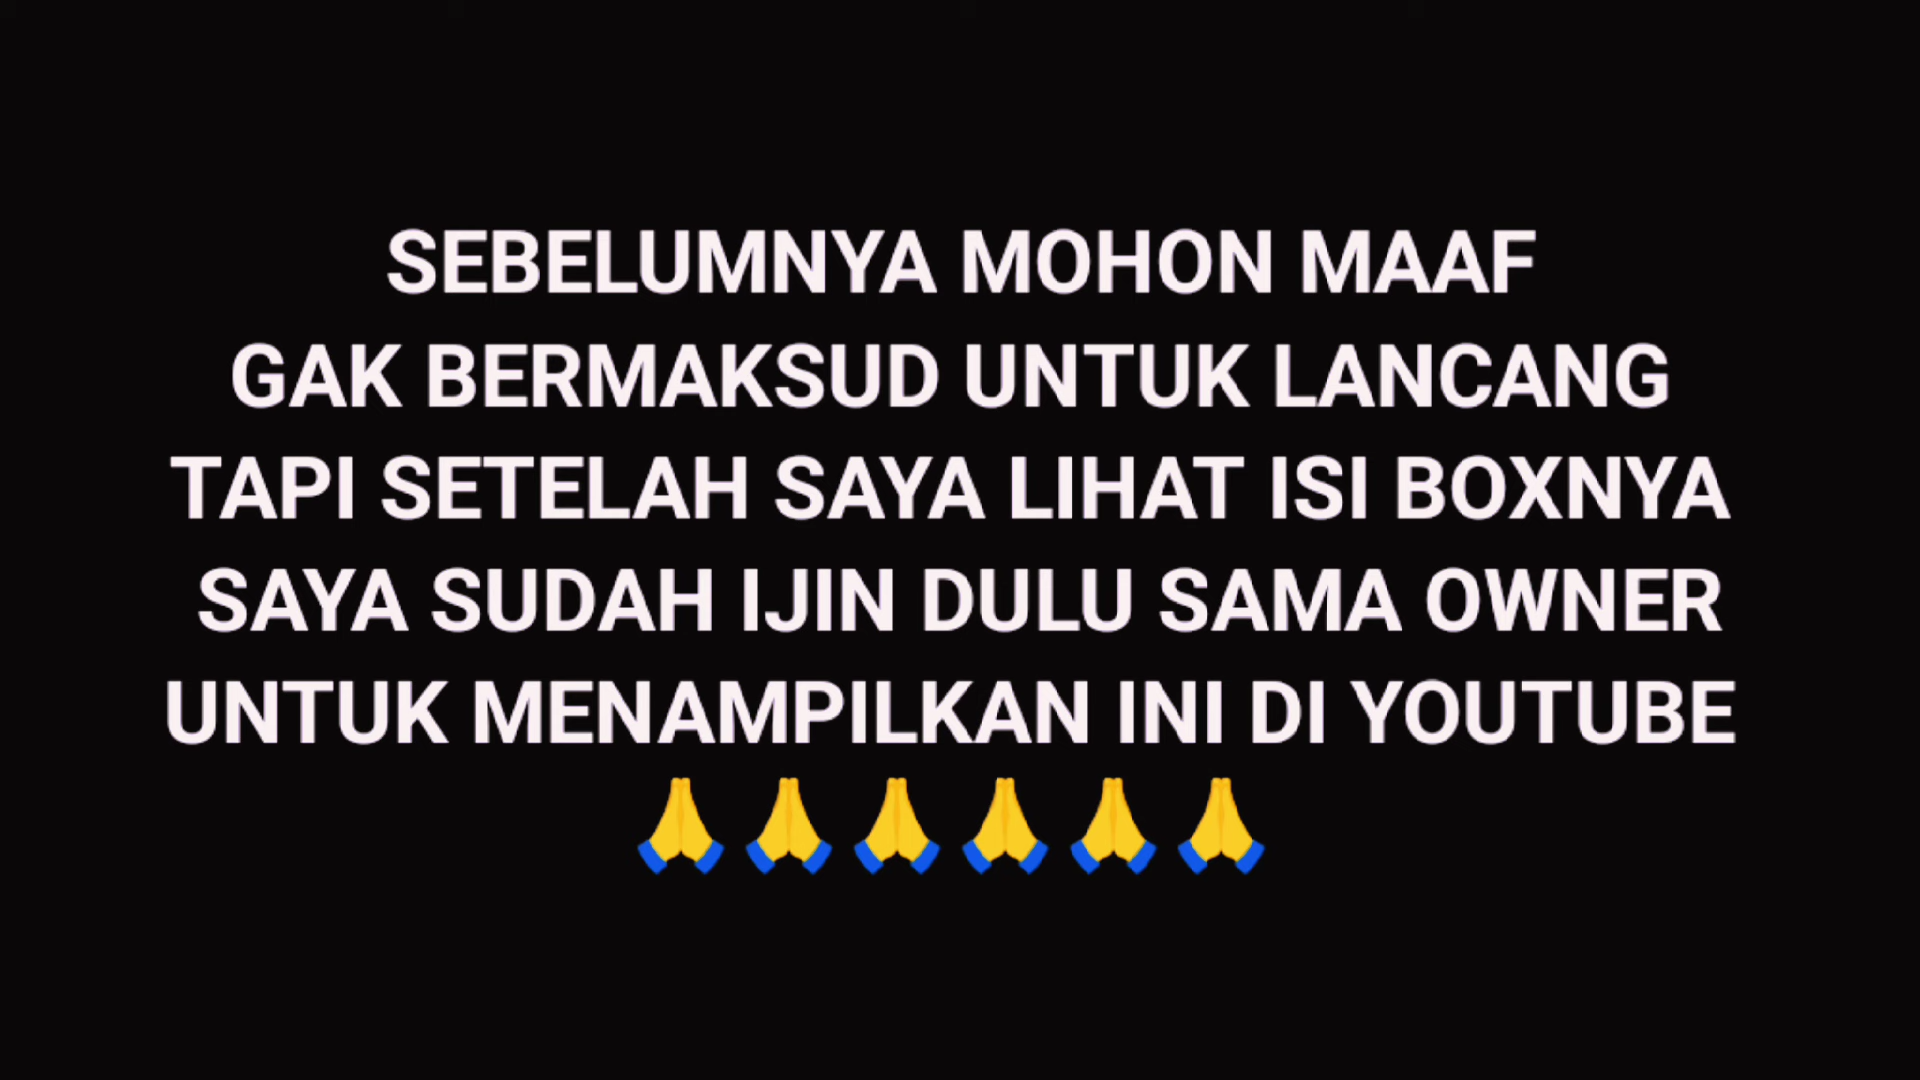 SEBELUMNYA MOHON MAAF
GAK BERMAKSUD UNTUK LANCANG
TAPI SETELAH SAYA LIHAT ISI BOXNYA
SAYA SUDAH IJIN DULU SAMA OWNER
UNTUK MENAMPILKAN INI DI YOUTUBE
🙏🙏🙏🙏🙏🙏